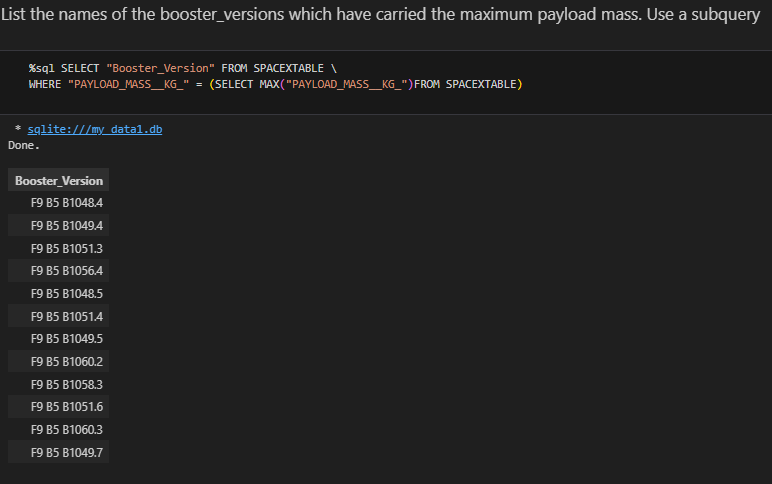 List the names of the booster_versions which have carried the maximum payload mass. Use a subquery
%sql SELECT "Booster_Version" FROM SPACEXTABLE \
WHERE "PAYLOAD_MASS__KG_" = (SELECT MAX("PAYLOAD_MASS__KG_")FROM SPACEXTABLE)
* sqlite:///my_data1.db
Done.
Booster_Version
F9 B5 B1048.4
F9 B5 B1049.4
F9 B5 B1051.3
F9 B5 B1056.4
F9 B5 B1048.5
F9 B5 B1051.4
F9 B5 B1049.5
F9 B5 B1060.2
F9 B5 B1058.3
F9 B5 B1051.6
F9 B5 B1060.3
F9 B5 B1049.7